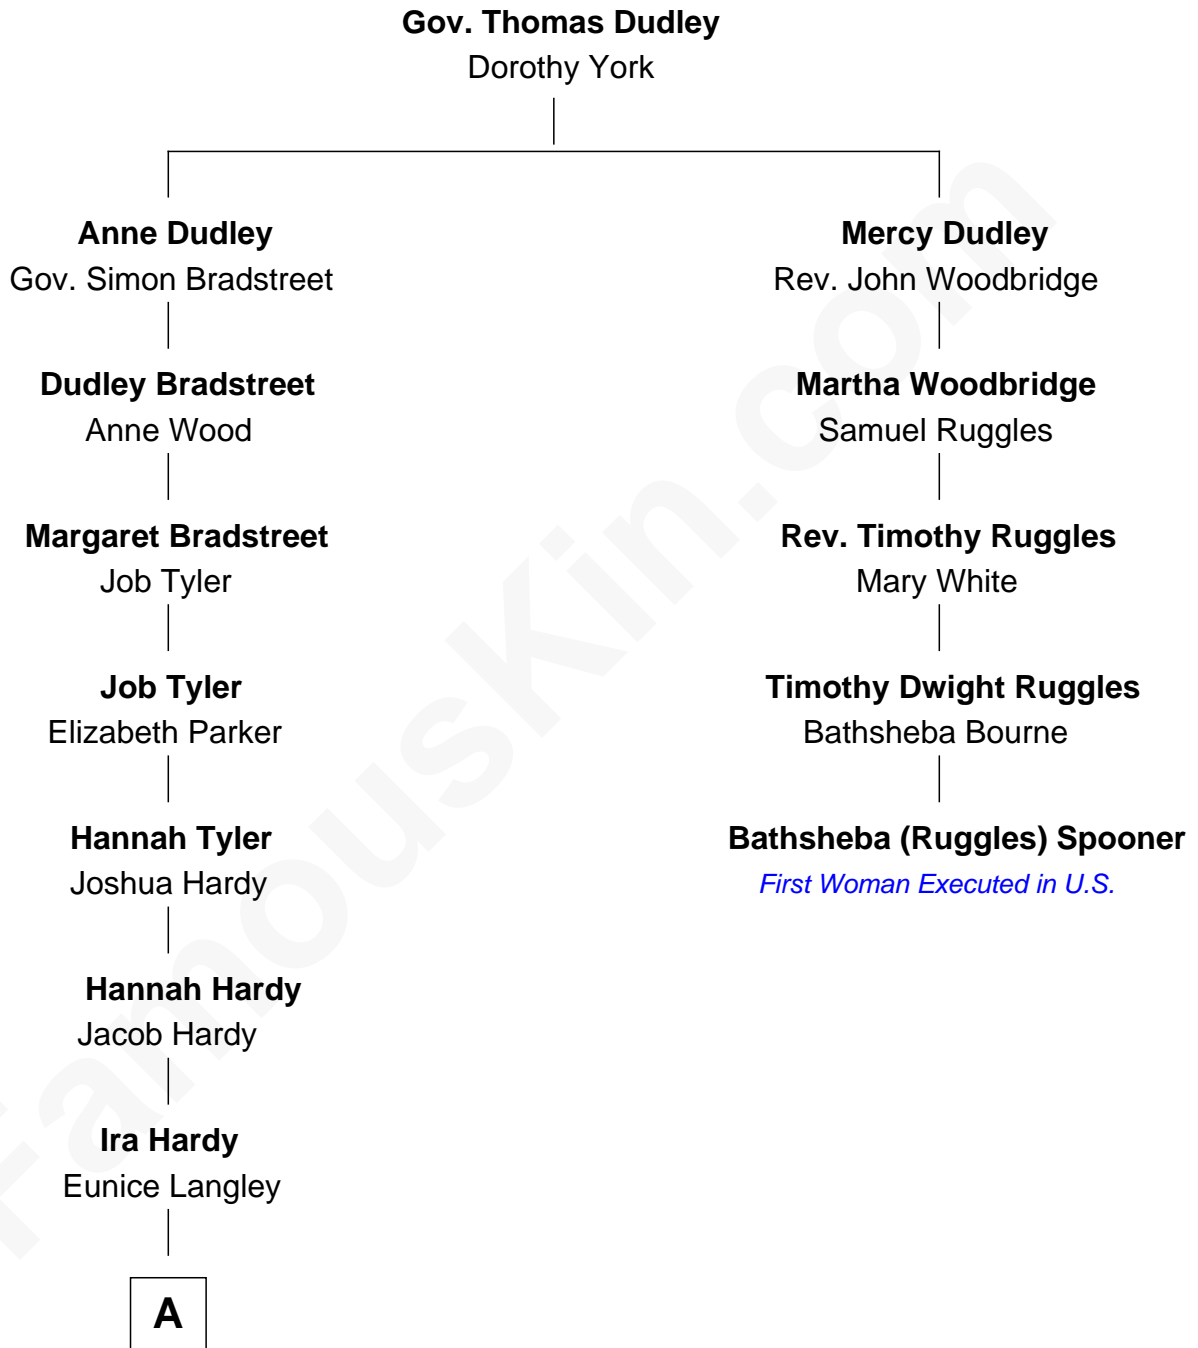 Gov. Thomas Dudley
Dorothy York
Anne Dudley
Gov. Simon Bradstreet
Mercy Dudley
Rev. John Woodbridge
Dudley Bradstreet
Anne Wood
Martha Woodbridge
Samuel Ruggles
Margaret Bradstreet
Job Tyler
Rev. Timothy Ruggles
Mary White
Job Tyler
Elizabeth Parker
Timothy Dwight Ruggles
Bathsheba Bourne
Hannah Tyler
Joshua Hardy
Bathsheba (Ruggles) Spooner
First Woman Executed in U.S.
Hannah Hardy
Jacob Hardy
Ira Hardy
Eunice Langley
A
FamousKin.com